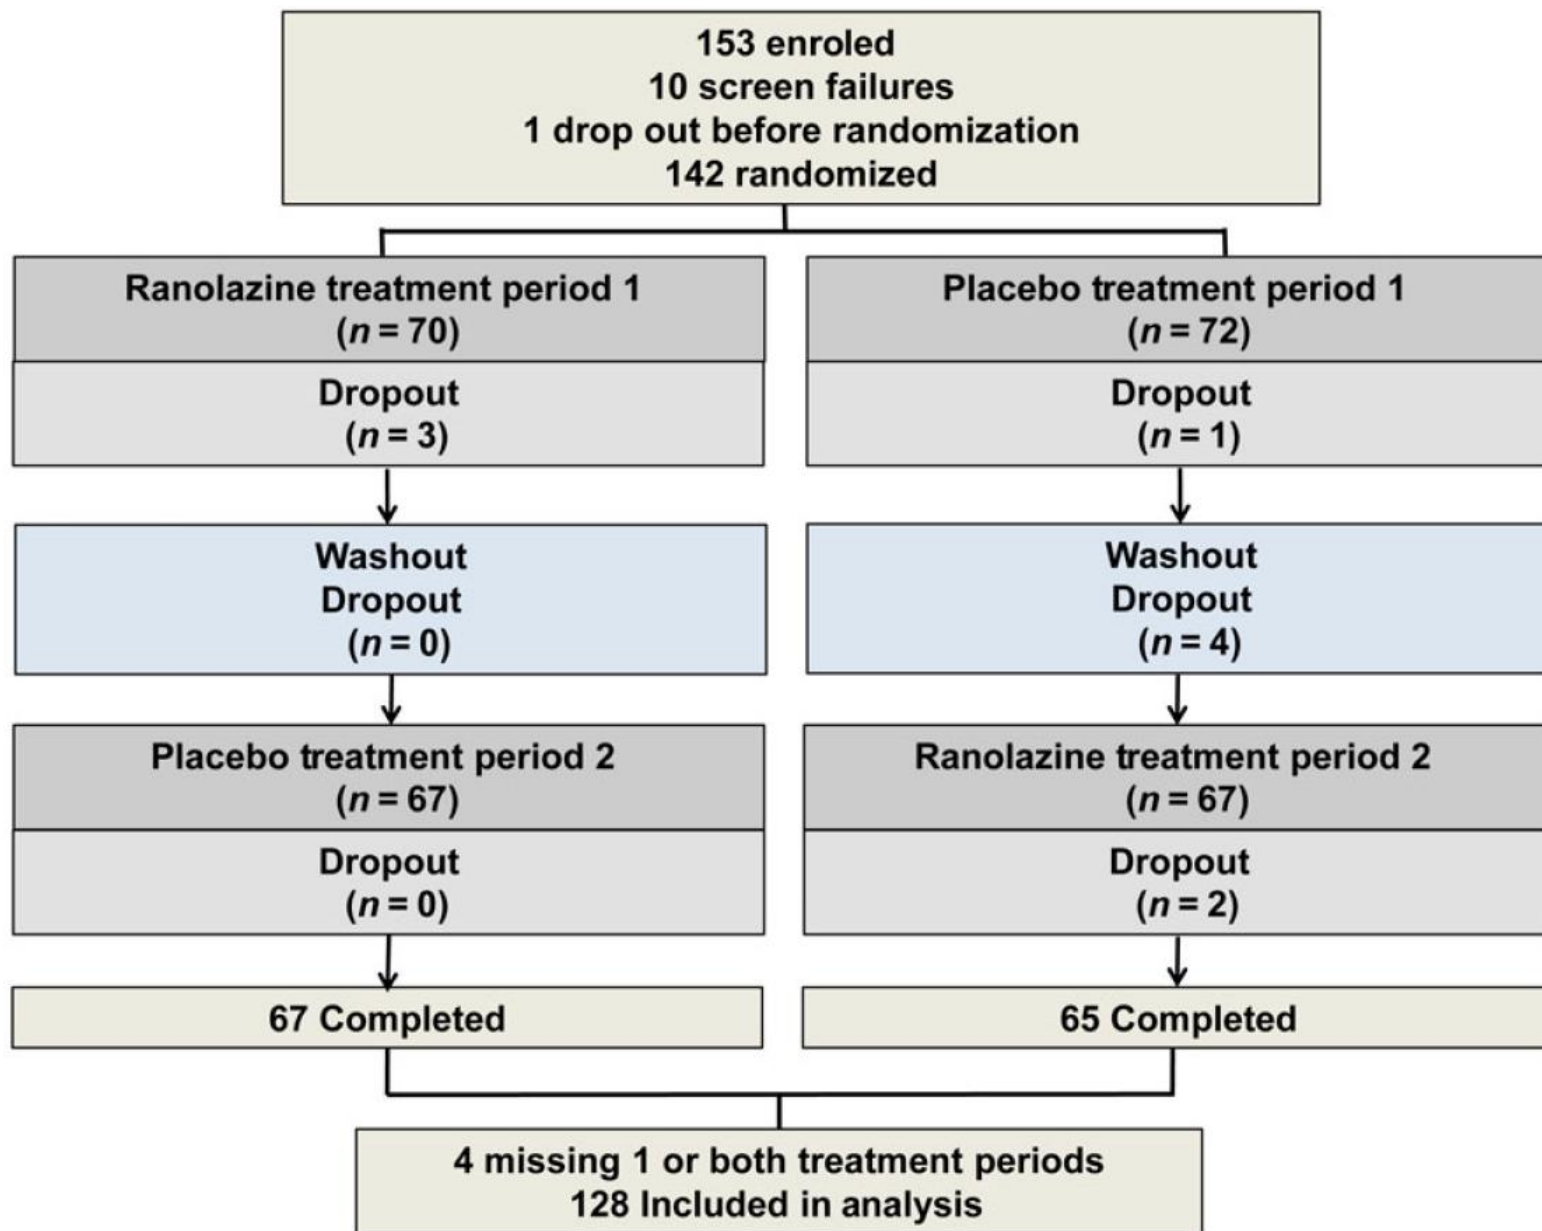 153 enroled
10 screen failures
1 drop out before randomization
142 randomized
Ranolazine treatment period 1
(n = 70)
Dropout
(n = 3)
Placebo treatment period 1
(n = 72)
Dropout
(n = 1)
Washout
Dropout
(n = 0)
Washout
Dropout
(n = 4)
Placebo treatment period 2
(n = 67)
Dropout
(n = 0)
Ranolazine treatment period 2
(n = 67)
Dropout
(n = 2)
67 Completed
65 Completed
4 missing 1 or both treatment periods
128 Included in analysis